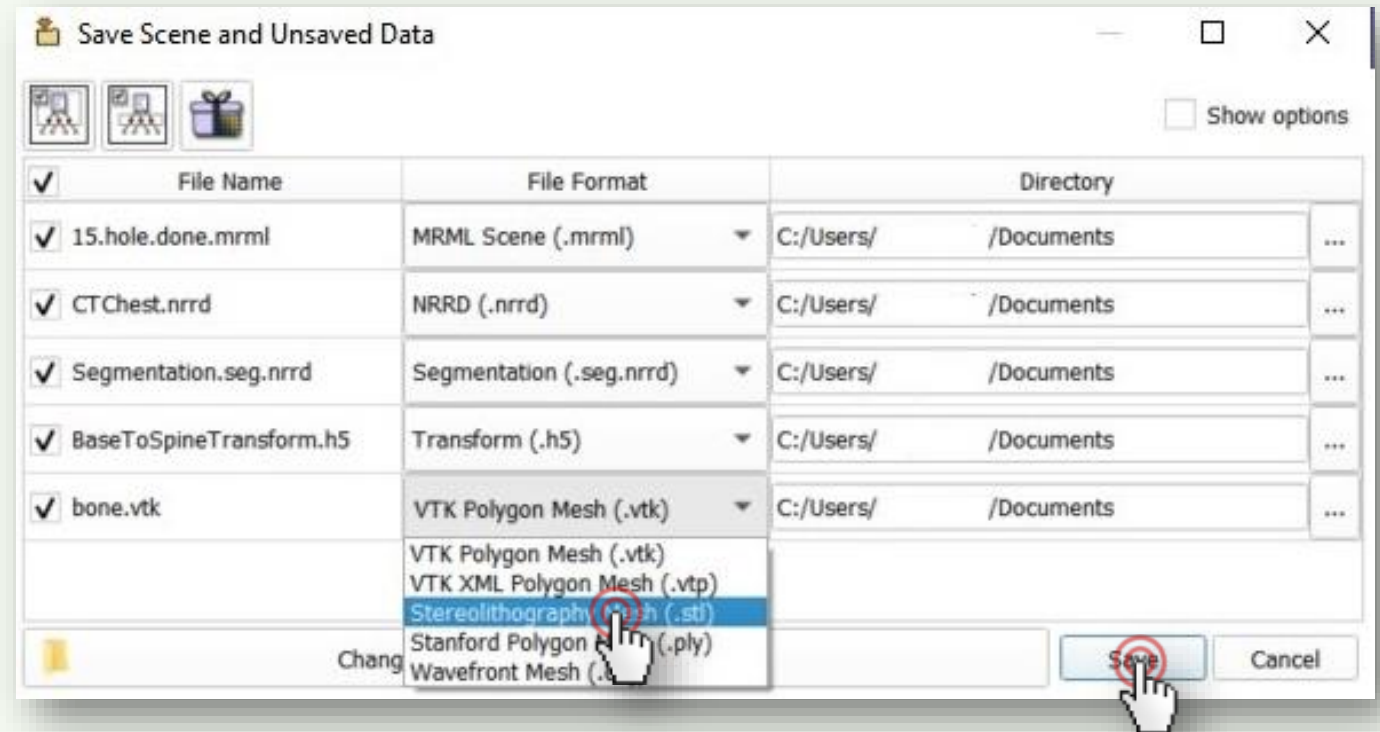 Save Scene and Unsaved Data
Show options
File Name File Format Directory
15.hole.done.mrml MRML Scene (.mrml) C:/Users/ /Documents ...
CTChest.nrrd NRRD (.nrrd) C:/Users/ /Documents ...
Segmentation.seg.nrrd Segmentation (.seg.nrrd) C:/Users/ /Documents ...
BaseToSpineTransform.h5 Transform (.h5) C:/Users/ /Documents ...
bone.vtk VTK Polygon Mesh (.vtk) C:/Users/ /Documents ...
VTK Polygon Mesh (.vtk)
VTK XML Polygon Mesh (.vtp)
Stereolithography Mesh (.stl)
Stanford Polygon (.ply)
Wavefront Mesh
Chang
Save Cancel